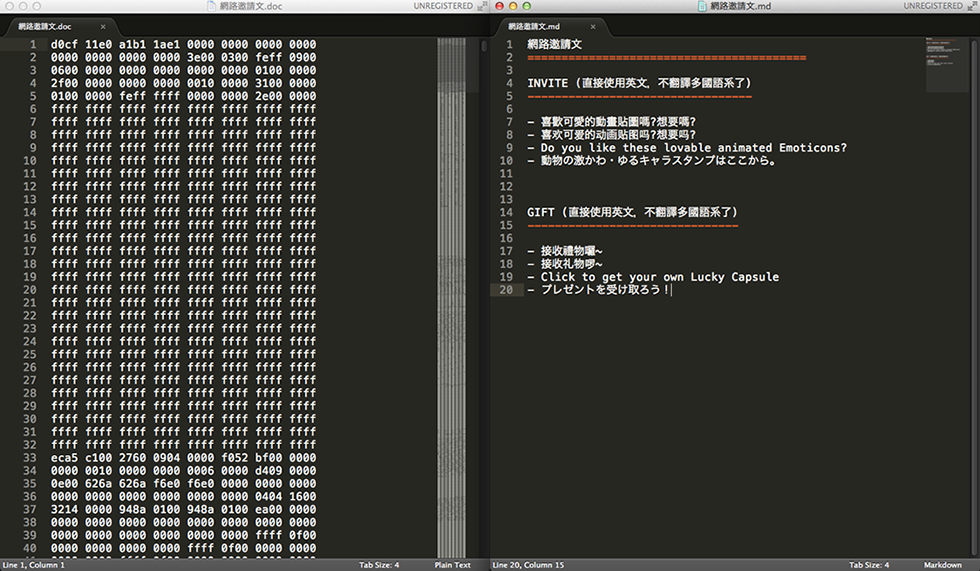 網路邀請文.doc
UNREGISTERED
網路邀請文.doc ×
1 d0cf 11e0 a1b1 1ae1 0000 0000 0000 0000
2 0000 0000 0000 0000 3e00 0300 feff 0900
3 0600 0000 0000 0000 0000 0000 0100 0000
4 2f00 0000 0000 0000 0010 0000 3100 0000
5 0100 0000 feff ffff 0000 0000 2e00 0000
6 ffff ffff ffff ffff ffff ffff ffff ffff
7 ffff ffff ffff ffff ffff ffff ffff ffff
8 ffff ffff ffff ffff ffff ffff ffff ffff
9 ffff ffff ffff ffff ffff ffff ffff ffff
10 ffff ffff ffff ffff ffff ffff ffff ffff
11 ffff ffff ffff ffff ffff ffff ffff ffff
12 ffff ffff ffff ffff ffff ffff ffff ffff
13 ffff ffff ffff ffff ffff ffff ffff ffff
14 ffff ffff ffff ffff ffff ffff ffff ffff
15 ffff ffff ffff ffff ffff ffff ffff ffff
16 ffff ffff ffff ffff ffff ffff ffff ffff
17 ffff ffff ffff ffff ffff ffff ffff ffff
18 ffff ffff ffff ffff ffff ffff ffff ffff
19 ffff ffff ffff ffff ffff ffff ffff ffff
20 ffff ffff ffff ffff ffff ffff ffff ffff
21 ffff ffff ffff ffff ffff ffff ffff ffff
22 ffff ffff ffff ffff ffff ffff ffff ffff
23 ffff ffff ffff ffff ffff ffff ffff ffff
24 ffff ffff ffff ffff ffff ffff ffff ffff
25 ffff ffff ffff ffff ffff ffff ffff ffff
26 ffff ffff ffff ffff ffff ffff ffff ffff
27 ffff ffff ffff ffff ffff ffff ffff ffff
28 ffff ffff ffff ffff ffff ffff ffff ffff
29 ffff ffff ffff ffff ffff ffff ffff ffff
30 ffff ffff ffff ffff ffff ffff ffff ffff
31 ffff ffff ffff ffff ffff ffff ffff ffff
32 ffff ffff ffff ffff ffff ffff ffff ffff
33 eca5 c100 2760 0904 0000 f052 bf00 0000
34 0000 0010 0000 0000 0006 0000 d409 0000
35 0e00 626a 626a f6e0 f6e0 0000 0000 0000
36 0000 0000 0000 0000 0000 0000 0404 1600
37 3214 0000 948a 0100 948a 0100 ea00 0000
38 0000 0000 0000 0000 0000 0000 0000 0000
39 0000 0000 0000 0000 0000 0000 ffff 0f00
40 0000 0000 0000 0000 ffff 0f00 0000 0000
Line 1, Column 1
Tab Size: 4
Plain Text
網路邀請文.md
UNREGISTERED
網路邀請文.md ×
1 網路邀請文
2 =========================================
3
4 INVITE (直接使用英文，不翻譯多國語系了)
5 ---------------------------------
6
7 - 喜歡可愛的動畫貼圖嗎?想要嗎?
8 - 喜欢可爱的动画贴图吗?想要吗?
9 - Do you like these lovable animated Emoticons?
10 - 動物の激かわ・ゆるキャラスタンプはここから。
11
12
13
14 GIFT (直接使用英文，不翻譯多國語系了)
15 -------------------------------
16
17 - 接收禮物囉~
18 - 接收礼物啰~
19 - Click to get your own Lucky Capsule
20 - プレゼントを受け取ろう！
Line 20, Column 15
Tab Size: 4
Markdown